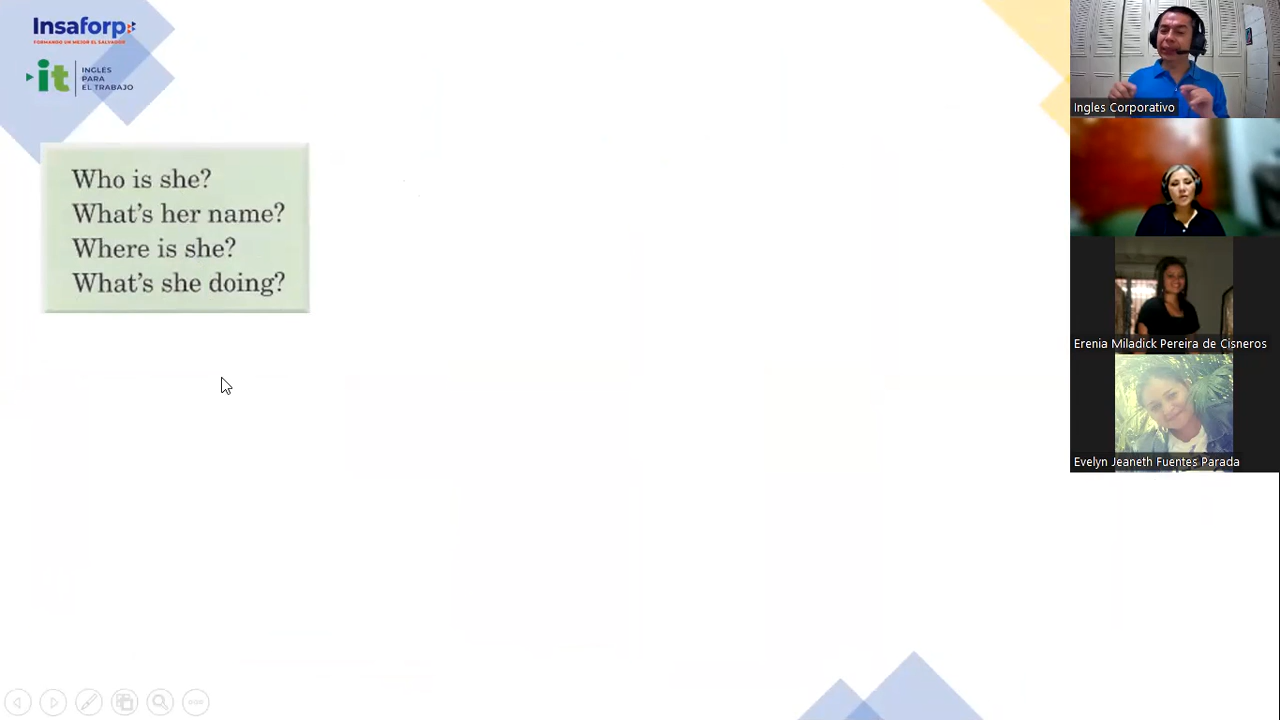 Insaforp
FORMANDO UN MEJOR EL SALVADOR
it
INGLES
PARA
EL TRABAJO
Who is she?
What's her name?
Where is she?
What's she doing?
Ingles Corporativo
Erenia Miladick Pereira de Cisneros
Evelyn Jeaneth Fuentes Parada